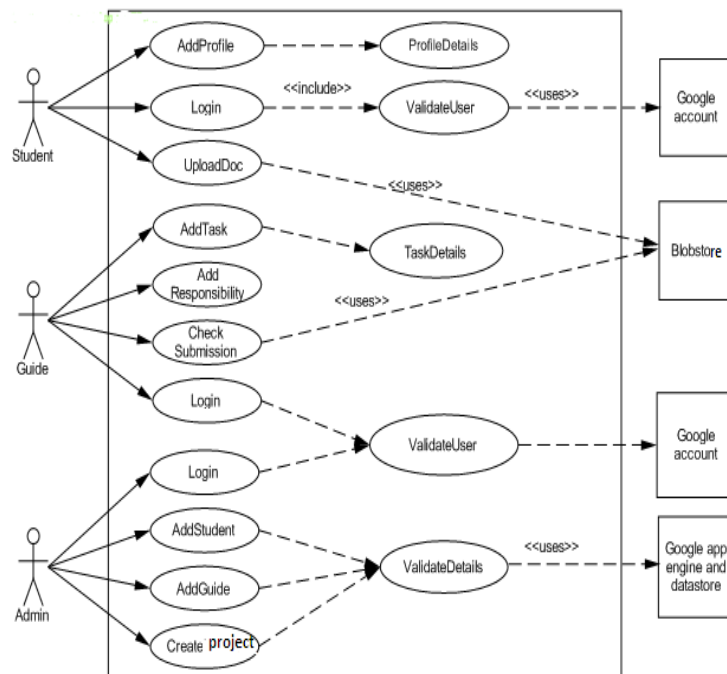 AddProfile
ProfileDetails
<<include>>
<<uses>>
Login
ValidateUser
Google
account
Student
UploadDoc
<<uses>>
AddTask
TaskDetails
Blobstore
Add
Responsibility
<<uses>>
Check
Submission
Guide
Login
ValidateUser
Google
account
Login
AddStudent
<<uses>>
ValidateDetails
Google app
engine and
datastore
AddGuide
Admin
Create project